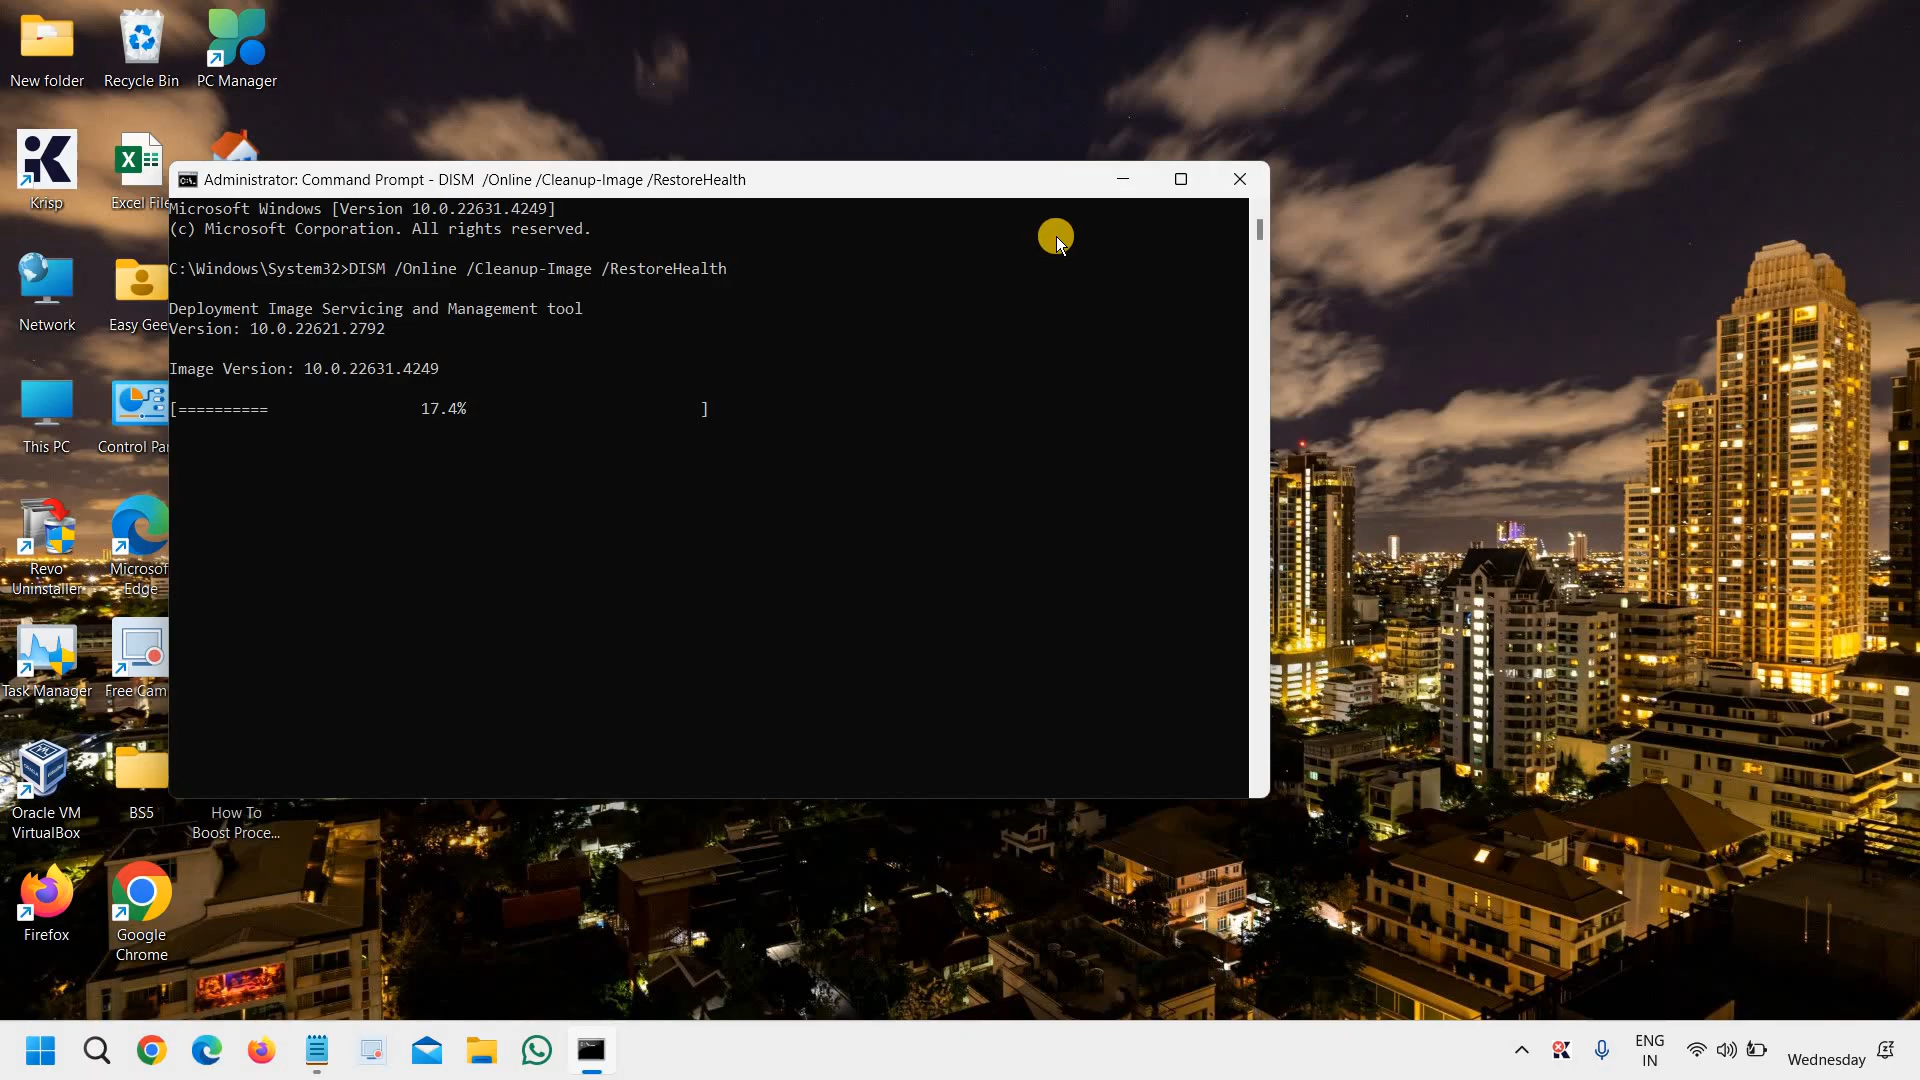 New folder
Recycle Bin
PC Manager
Krisp
Excel File
Network
Easy Gee
This PC
Control Pa
Revo
Uninstaller
Microsof
Edge
Task Manager
Free Cam
Oracle VM
VirtualBox
BS5
How To
Boost Proce...
Firefox
Google
Chrome
Administrator: Command Prompt - DISM  /Online /Cleanup-Image /RestoreHealth
Microsoft Windows [Version 10.0.22631.4249]
(c) Microsoft Corporation. All rights reserved.
C:\Windows\System32>DISM /Online /Cleanup-Image /RestoreHealth
Deployment Image Servicing and Management tool
Version: 10.0.22621.2792
Image Version: 10.0.22631.4249
[==========                 17.4%                          ]
ENG
IN
Wednesday